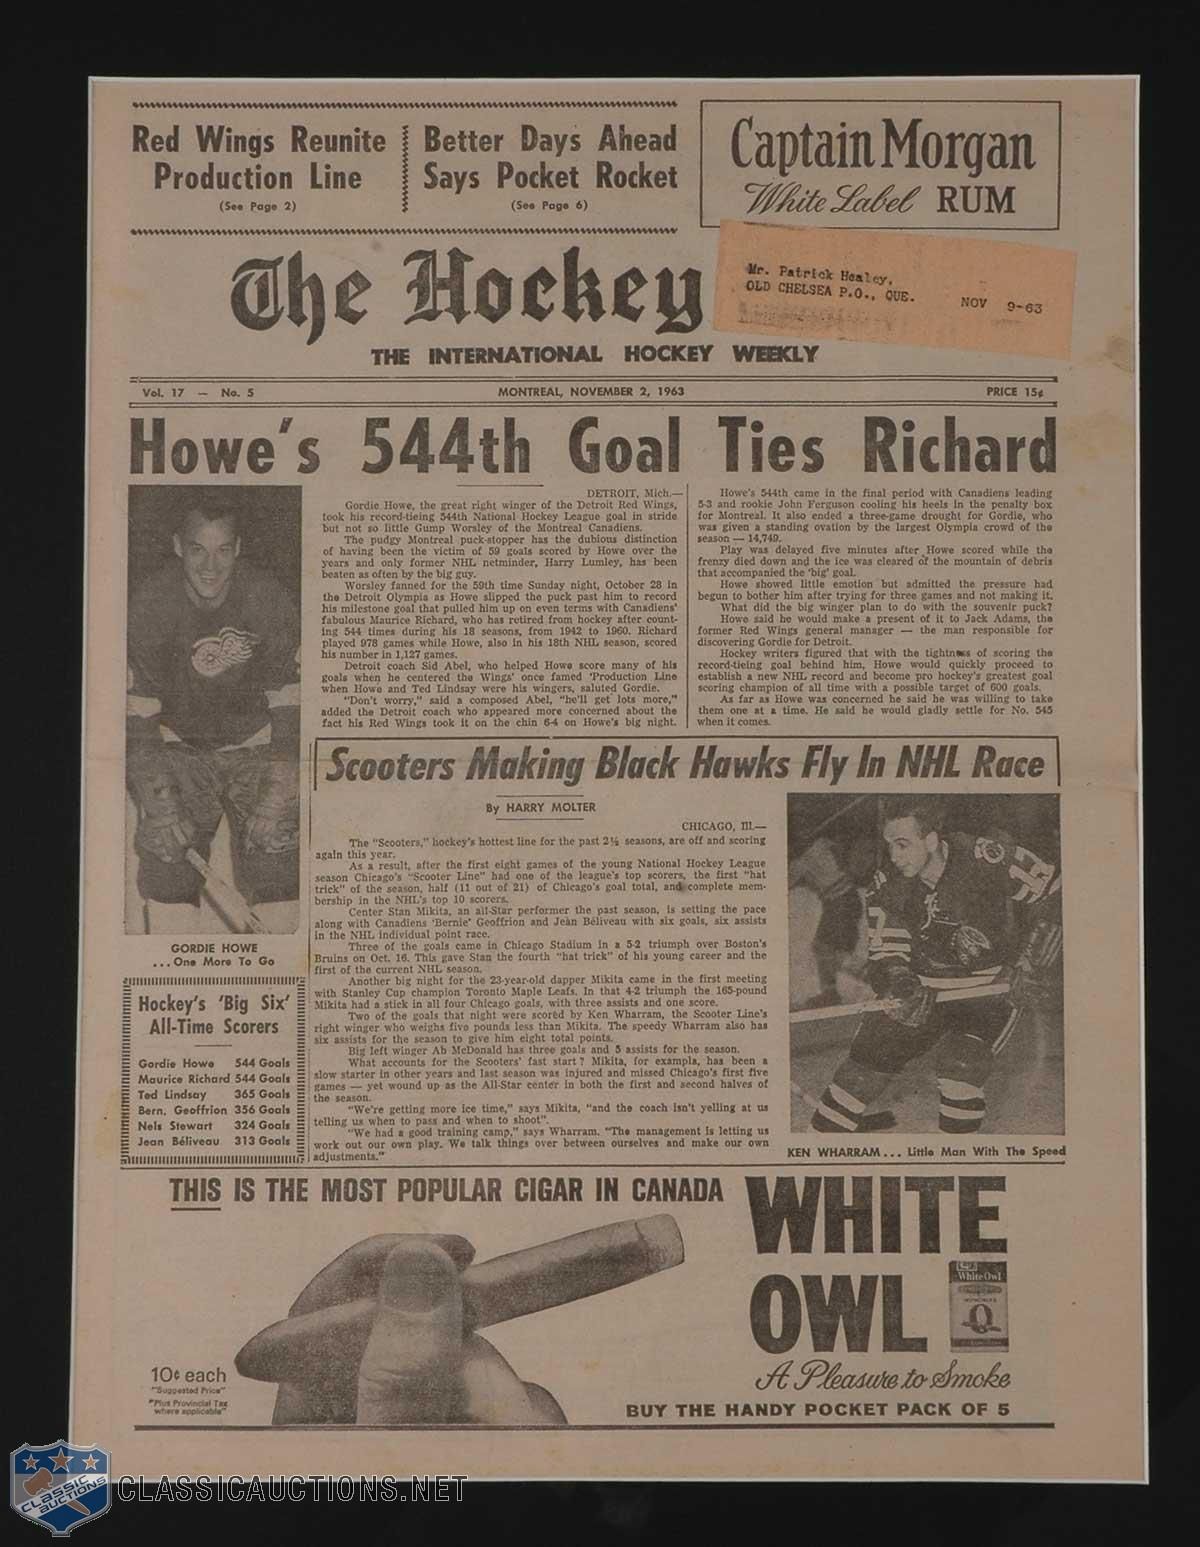 Red Wings Reunite
Production Line
(See Page 2)
Better Days Ahead
Says Pocket Rocket
(See Page 6)
Captain Morgan
White Label RUM
The Hockey
Mr. Patrick Healey,
OLD CHELSEA P.O., QUE.
NOV 9-63
THE INTERNATIONAL HOCKEY WEEKLY
Vol. 17 — No. 5
MONTREAL, NOVEMBER 2, 1963
PRICE 15¢
Howe's 544th Goal Ties Richard
DETROIT, Mich.—
Gordie Howe, the great right winger of the Detroit Red Wings,
took his record-tieing 544th National Hockey League goal in stride
but not so little Gump Worsley of the Montreal Canadiens.
The pudgy Montreal puck-stopper has the dubious distinction
of having been the victim of 59 goals scored by Howe over the
years and only former NHL netminder, Harry Lumley, has been
beaten as often by the big guy.
Worsley fanned for the 59th time Sunday night, October 28 in
the Detroit Olympia as Howe slipped the puck past him to record
his milestone goal that pulled him up on even terms with Canadiens'
fabulous Maurice Richard, who has retired from hockey after count-
ing 544 times during his 18 seasons, from 1942 to 1960. Richard
played 978 games while Howe, also in his 18th NHL season, scored
his number in 1,127 games.
Detroit coach Sid Abel, who helped Howe score many of his
goals when he centered the Wings' once famed 'Production Line
when Howe and Ted Lindsay were his wingers, saluted Gordie.
"Don't worry," said a composed Abel, "he'll get lots more,"
added the Detroit coach who appeared more concerned about the
fact his Red Wings took it on the chin 6-4 on Howe's big night.
Howe's 544th came in the final period with Canadiens leading
5-3 and rookie John Ferguson cooling his heels in the penalty box
for Montreal. It also ended a three-game drought for Gordie, who
was given a standing ovation by the largest Olympia crowd of the
season — 14,749.
Play was delayed five minutes after Howe scored while the
frenzy died down and the ice was cleared of the mountain of debris
that accompanied the 'big' goal.
Howe showed little emotion but admitted the pressure had
begun to bother him after trying for three games and not making it.
What did the big winger plan to do with the souvenir puck?
Howe said he would make a present of it to Jack Adams, the
former Red Wings general manager — the man responsible for
discovering Gordie for Detroit.
Hockey writers figured that with the tightness of scoring the
record-tieing goal behind him, Howe would quickly proceed to
establish a new NHL record and become pro hockey's greatest goal
scoring champion of all time with a possible target of 600 goals.
As far as Howe was concerned he said he was willing to take
them one at a time. He said he would gladly settle for No. 545
when it comes.
GORDIE HOWE
...One More To Go
Hockey's 'Big Six'
All-Time Scorers
Gordie Howe 544 Goals
Maurice Richard 544 Goals
Ted Lindsay 365 Goals
Bern. Geoffrion 356 Goals
Nels Stewart 324 Goals
Jean Béliveau 313 Goals
Scooters Making Black Hawks Fly In NHL Race
By HARRY MOLTER
CHICAGO, Ill.—
The "Scooters," hockey's hottest line for the past 2½ seasons, are off and scoring
again this year.
As a result, after the first eight games of the young National Hockey League
season Chicago's "Scooter Line" had one of the league's top scorers, the first "hat
trick" of the season, half (11 out of 21) of Chicago's goal total, and complete mem-
bership in the NHL's top 10 scorers.
Center Stan Mikita, an all-Star performer the past season, is setting the pace
along with Canadiens 'Bernie' Geoffrion and Jean Béliveau with six goals, six assists
in the NHL individual point race.
Three of the goals came in Chicago Stadium in a 5-2 triumph over Boston's
Bruins on Oct. 16. This gave Stan the fourth "hat trick" of his young career and the
first of the current NHL season.
Another big night for the 23-year-old dapper Mikita came in the first meeting
with Stanley Cup champion Toronto Maple Leafs. In that 4-2 triumph the 165-pound
Mikita had a stick in all four Chicago goals, with three assists and one score.
Two of the goals that night were scored by Ken Wharram, the Scooter Line's
right winger who weighs five pounds less than Mikita. The speedy Wharram also has
six assists for the season to give him eight total points.
Big left winger Ab McDonald has three goals and 5 assists for the season.
What accounts for the Scooters' fast start? Mikita, for exampla, has been a
slow starter in other years and last season was injured and missed Chicago's first five
games — yet wound up as the All-Star center in both the first and second halves of
the season.
"We're getting more ice time," says Mikita, "and the coach isn't yelling at us
telling us when to pass and when to shoot".
"We had a good training camp," says Wharram. "The management is letting us
work out our own play. We talk things over between ourselves and make our own
adjustments."
KEN WHARRAM... Little Man With The Speed
THIS IS THE MOST POPULAR CIGAR IN CANADA
WHITE
OWL
White Owl
A Pleasure to Smoke
BUY THE HANDY POCKET PACK OF 5
10¢ each
"Suggested Price"
"Plus Provincial Tax
where applicable"
CLASSIC
AUCTIONS
CLASSICAUCTIONS.NET